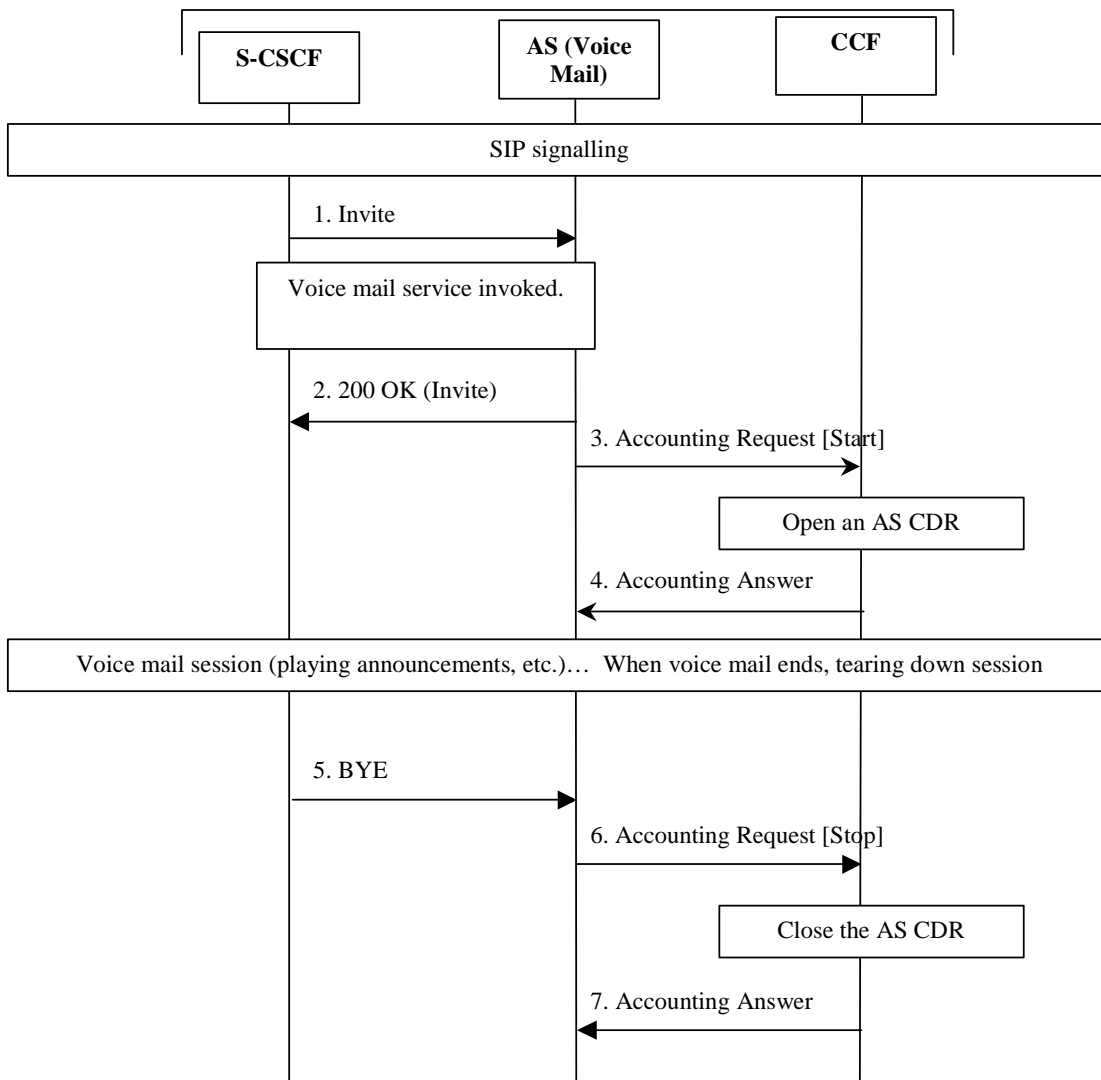 S-CSCF
AS (Voice
Mail)
CCF
SIP signalling
1. Invite
Voice mail service invoked.
2. 200 OK (Invite)
3. Accounting Request [Start]
Open an AS CDR
4. Accounting Answer
Voice mail session (playing announcements, etc.)… When voice mail ends, tearing down session
5. BYE
6. Accounting Request [Stop]
Close the AS CDR
7. Accounting Answer